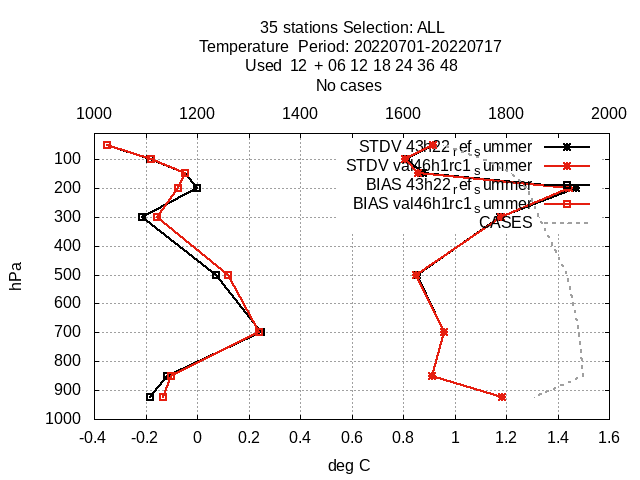 35 stations Selection: ALL
Temperature Period: 20220701-20220717
Used 12 + 06 12 18 24 36 48
No cases
1000 1200 1400 1600 1800 2000
STDV 43h22_ref_summer
STDV val46h1rc1_summer
BIAS 43h22_ref_summer
BIAS val46h1rc1_summer
CASES
100
200
300
400
500
600
700
800
900
1000
hPa
-0.4 -0.2 0 0.2 0.4 0.6 0.8 1 1.2 1.4 1.6
deg C